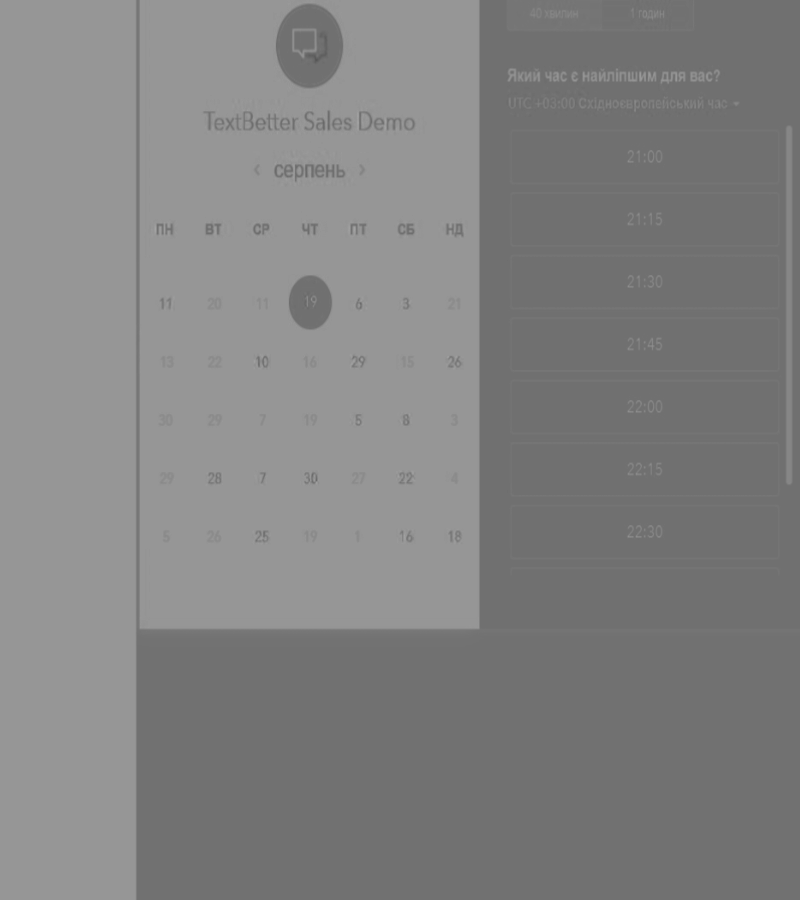 TextBetter Sales Demo
< серпень >
ПН ВТ СР ЧТ ПТ СБ НД
11 20 11 19 6 3 21
13 22 10 16 29 15 26
30 29 7 19 5 8 3
29 28 7 30 27 22 4
5 26 25 19 1 16 18
40 хвилин 1 годин
Який час є найліпшим для вас?
UTC +03:00 Східноєвропейський час
21:00
21:15
21:30
21:45
22:00
22:15
22:30